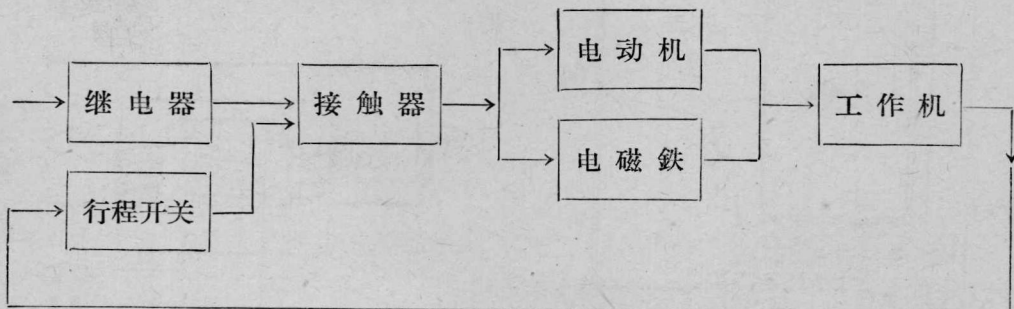 继电器
接触器
电动机
电磁鉄
工作机
行程开关